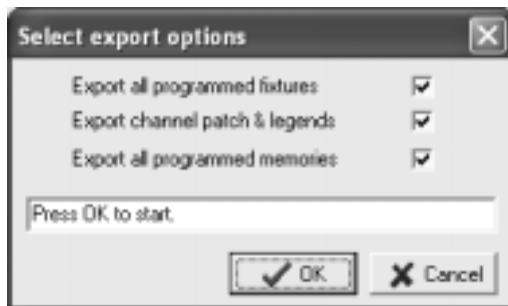 Select export options
Export all programmed fixtures
Export channel patch & legends
Export all programmed memories
Press OK to start.
OK
Cancel